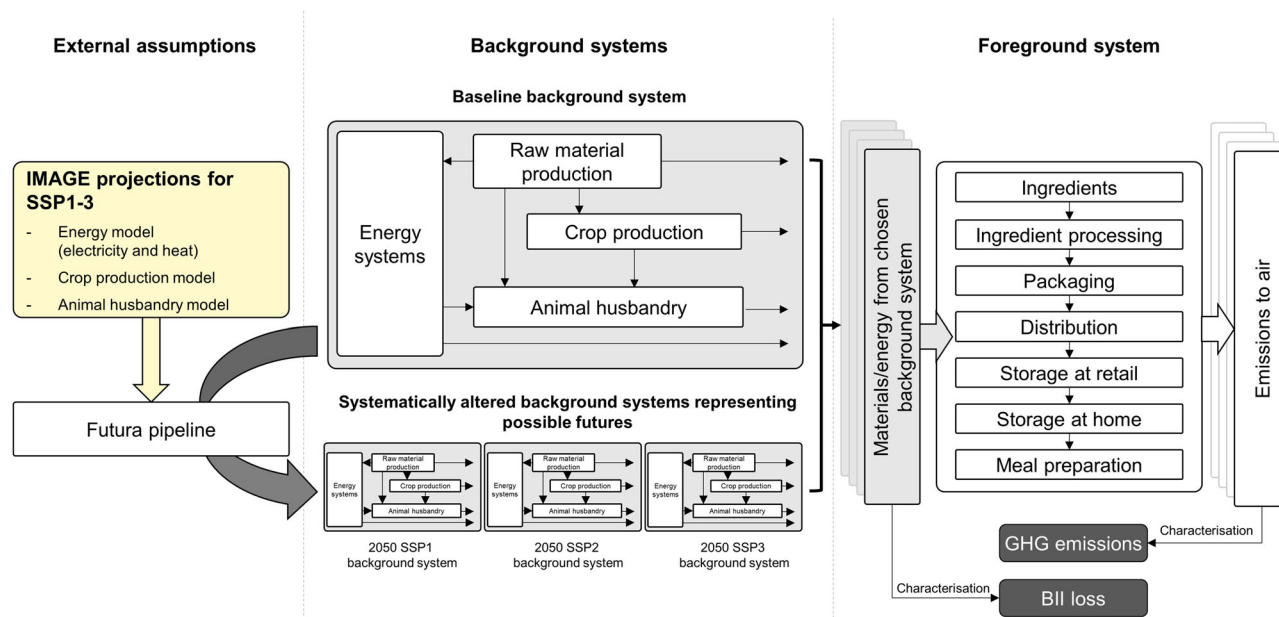 External assumptions
Background systems
Foreground system
Baseline background system
IMAGE projections for
SSP1-3
- Energy model
(electricity and heat)
- Crop production model
- Animal husbandry model
Futura pipeline
Energy
systems
Raw material
production
Crop production
Animal husbandry
Systematically altered background systems representing
possible futures
Energy
systems
Raw material
production
Crop production
Animal husbandry
2050 SSP1
background system
Energy
systems
Raw material
production
Crop production
Animal husbandry
2050 SSP2
background system
Energy
systems
Raw material
production
Crop production
Animal husbandry
2050 SSP3
background system
Materials/energy from chosen
background system
Ingredients
Ingredient processing
Packaging
Distribution
Storage at retail
Storage at home
Meal preparation
Emissions to air
Characterisation
GHG emissions
Characterisation
BII loss